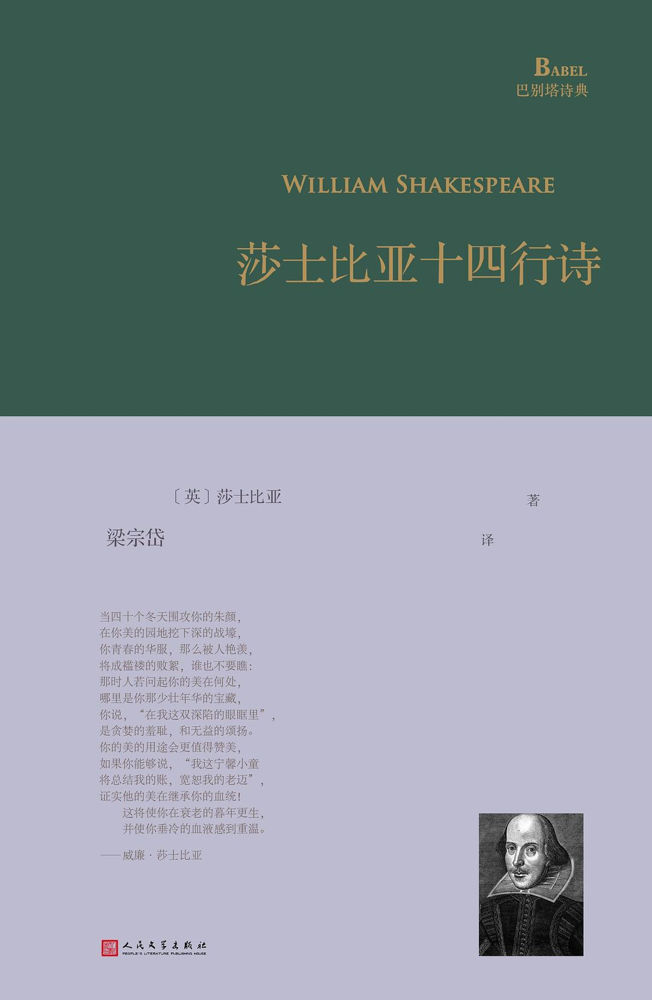 BABEL
巴别塔诗典
WILLIAM SHAKESPEARE
莎士比亚十四行诗
〔英〕莎士比亚 著
梁宗岱 译
当四十个冬天围攻你的朱颜，
在你美的园地挖下深的战壕，
你青春的华服，那么被人艳羡，
将成褴褛的败絮，谁也不要瞧：
那时人若问起你的美在何处，
哪里是你那少壮年华的宝藏，
你说，“在我这双深陷的眼眶里”，
是贪婪的羞耻，和无益的颂扬。
你的美的用途会更值得赞美，
如果你能够说，“我这宁馨小童
将总结我的账，宽恕我的老迈”，
证实他的美在继承你的血统！
这将使你在衰老的暮年更生，
并使你垂冷的血液感到重温。
——威廉·莎士比亚
人民文学出版社
PEOPLE'S LITERATURE PUBLISHING HOUSE